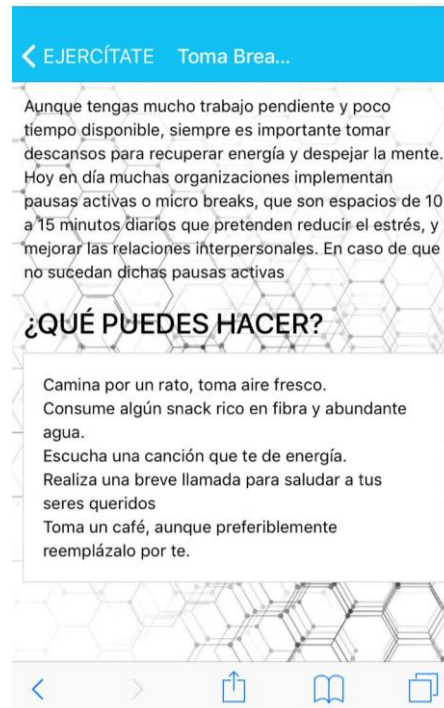 EJERCÍTATE Toma Brea...
Aunque tengas mucho trabajo pendiente y poco
tiempo disponible, siempre es importante tomar
descansos para recuperar energía y despejar la mente.
Hoy en día muchas organizaciones implementan
pausas activas o micro breaks, que son espacios de 10
a 15 minutos diarios que pretenden reducir el estrés, y
mejorar las relaciones interpersonales. En caso de que
no sucedan dichas pausas activas
¿QUÉ PUEDES HACER?
Camina por un rato, toma aire fresco.
Consume algún snack rico en fibra y abundante
agua.
Escucha una canción que te de energía.
Realiza una breve llamada para saludar a tus
seres queridos
Toma un café, aunque preferiblemente
reemplázalo por te.